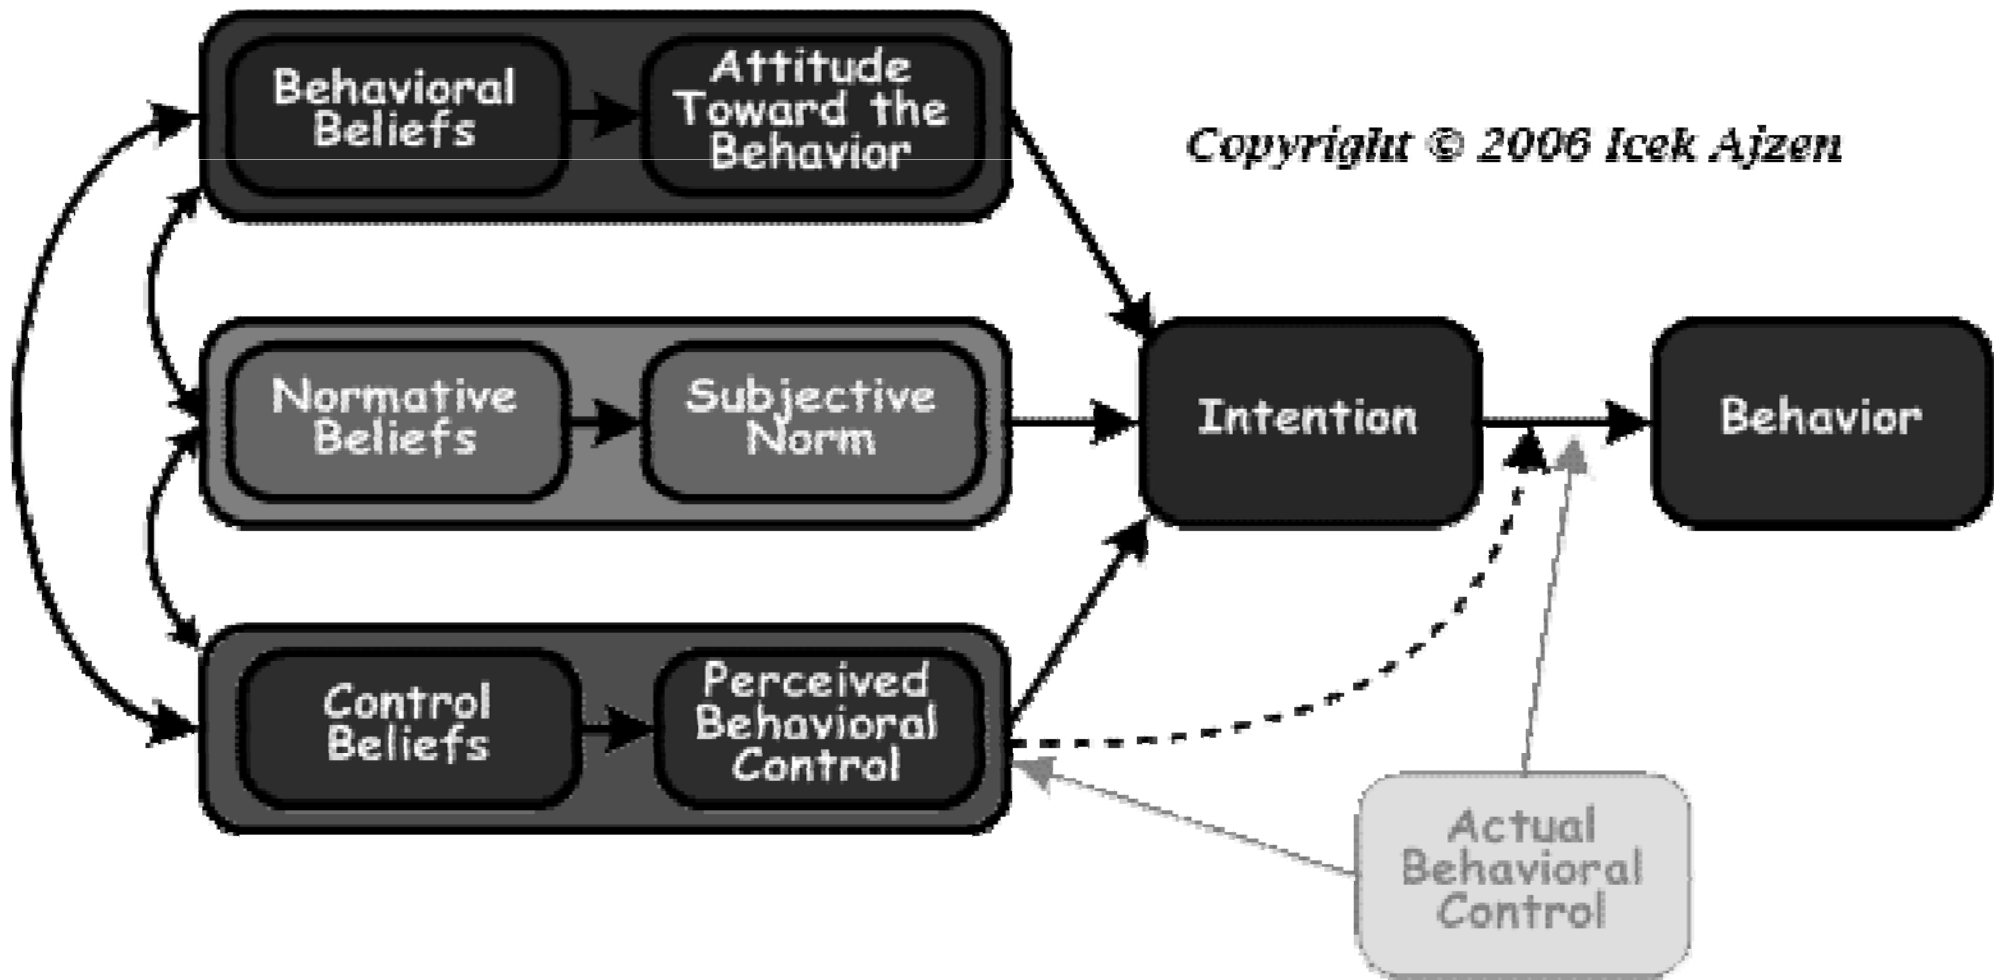 Behavioral
Beliefs
Attitude
Toward the
Behavior
Copyright © 2006 Icek Ajzen
Normative
Beliefs
Subjective
Norm
Intention
Behavior
Control
Beliefs
Perceived
Behavioral
Control
Actual
Behavioral
Control